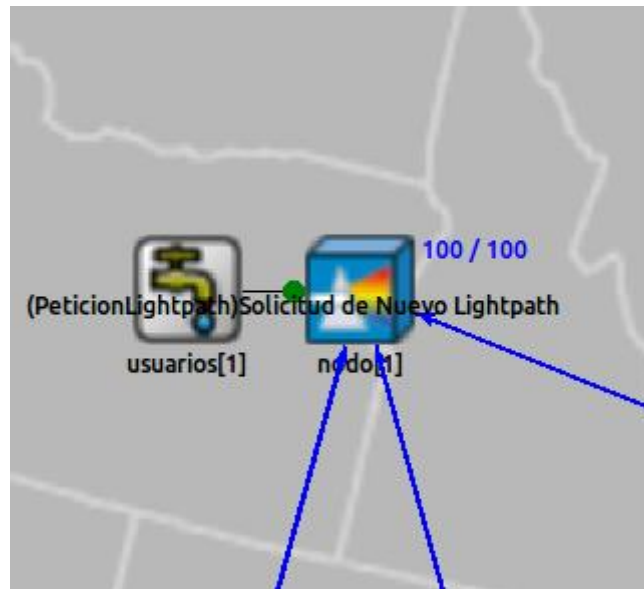 100 / 100
(PeticionLightpath)Solicitud de Nuevo Lightpath
usuarios[1]
nodo[1]